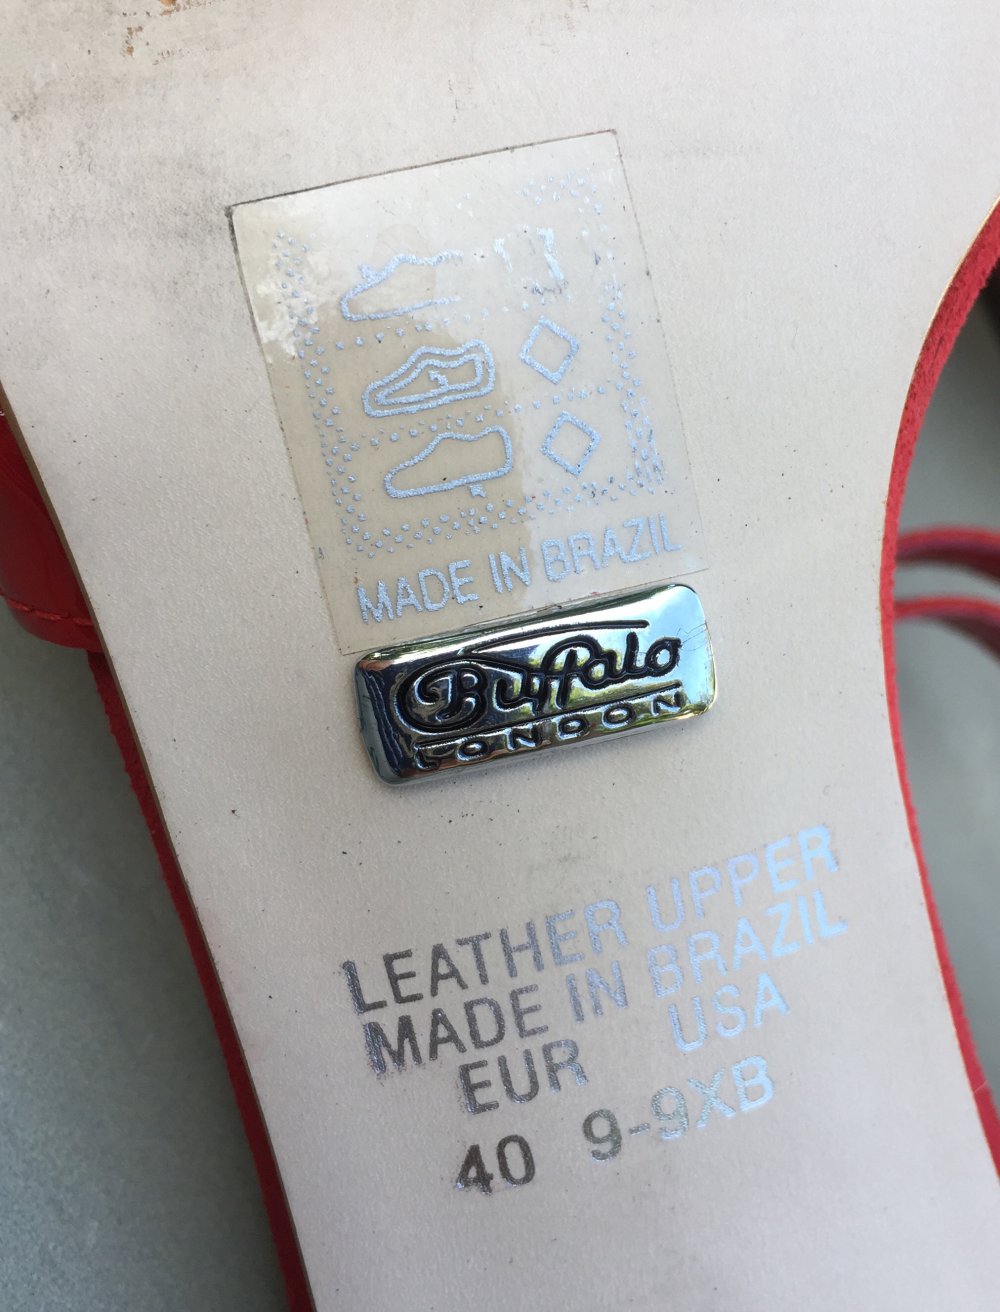 MADE IN BRAZIL
Buffalo
LONDON
LEATHER UPPER
MADE IN BRAZIL
EUR USA
40 9-9XB